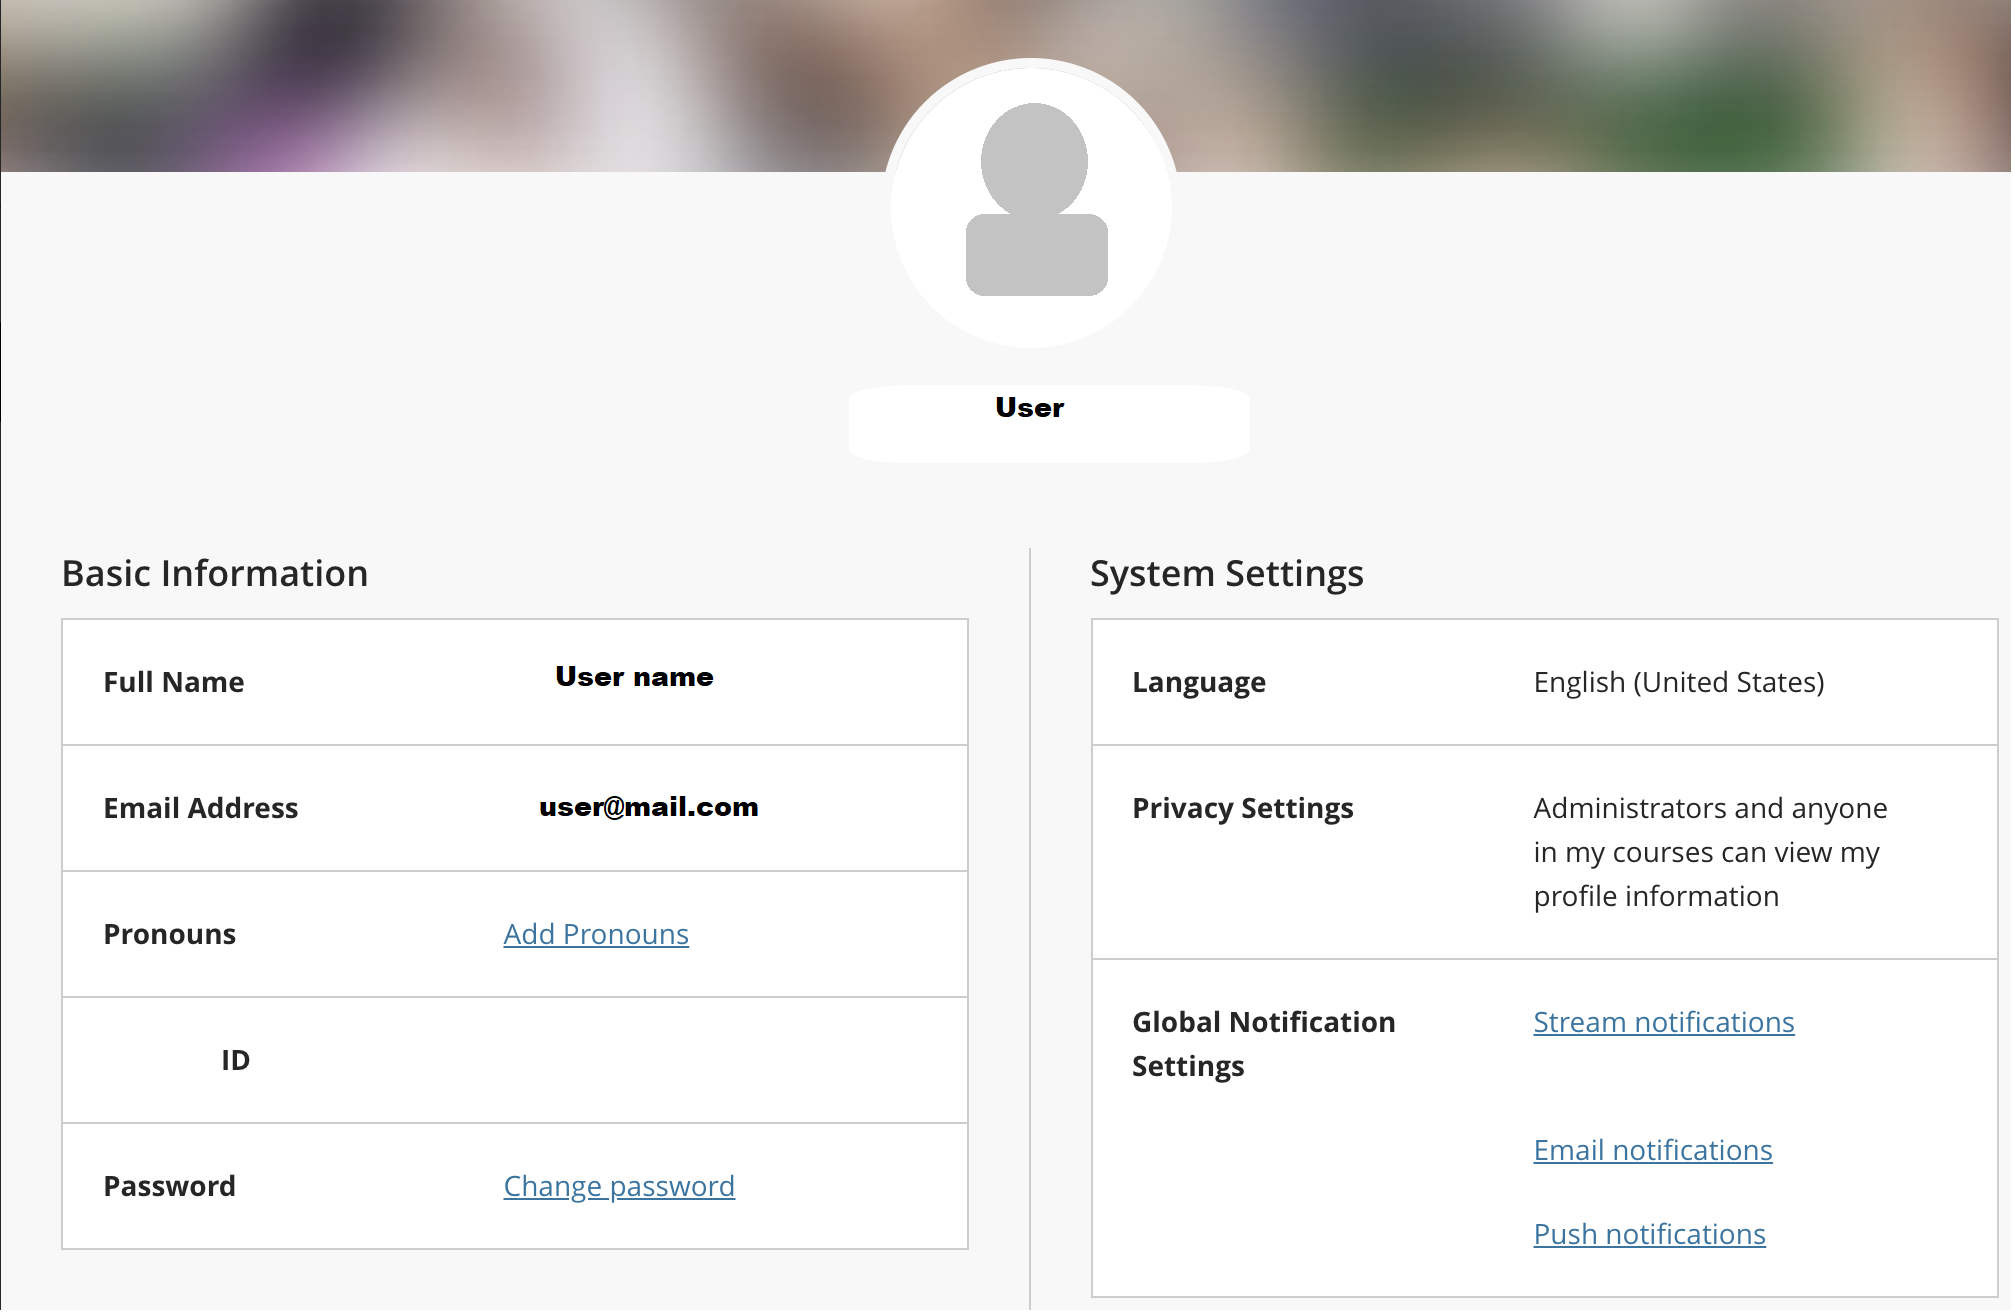 User
Basic Information
Full Name
User name
Email Address
user@mail.com
Pronouns
Add Pronouns
ID
Password
Change password
System Settings
Language
English (United States)
Privacy Settings
Administrators and anyone
in my courses can view my
profile information
Global Notification
Settings
Stream notifications
Email notifications
Push notifications